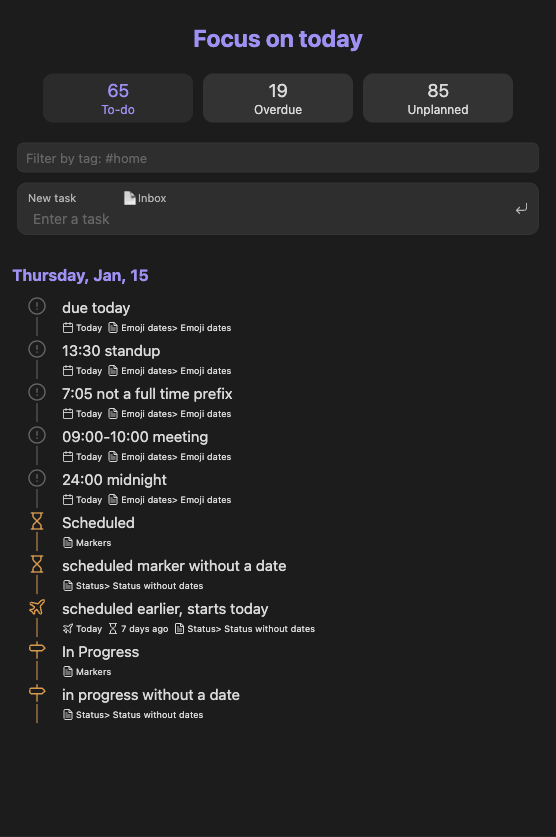 Focus on today
65 19 85
To-do Overdue Unplanned
Filter by tag: #home
New task Inbox
Enter a task
Thursday, Jan, 15
due today
Today Emoji dates> Emoji dates
13:30 standup
Today Emoji dates> Emoji dates
7:05 not a full time prefix
Today Emoji dates> Emoji dates
09:00-10:00 meeting
Today Emoji dates> Emoji dates
24:00 midnight
Today Emoji dates> Emoji dates
Scheduled
Markers
scheduled marker without a date
Status> Status without dates
scheduled earlier, starts today
Today 7 days ago Status> Status without dates
In Progress
Markers
in progress without a date
Status> Status without dates